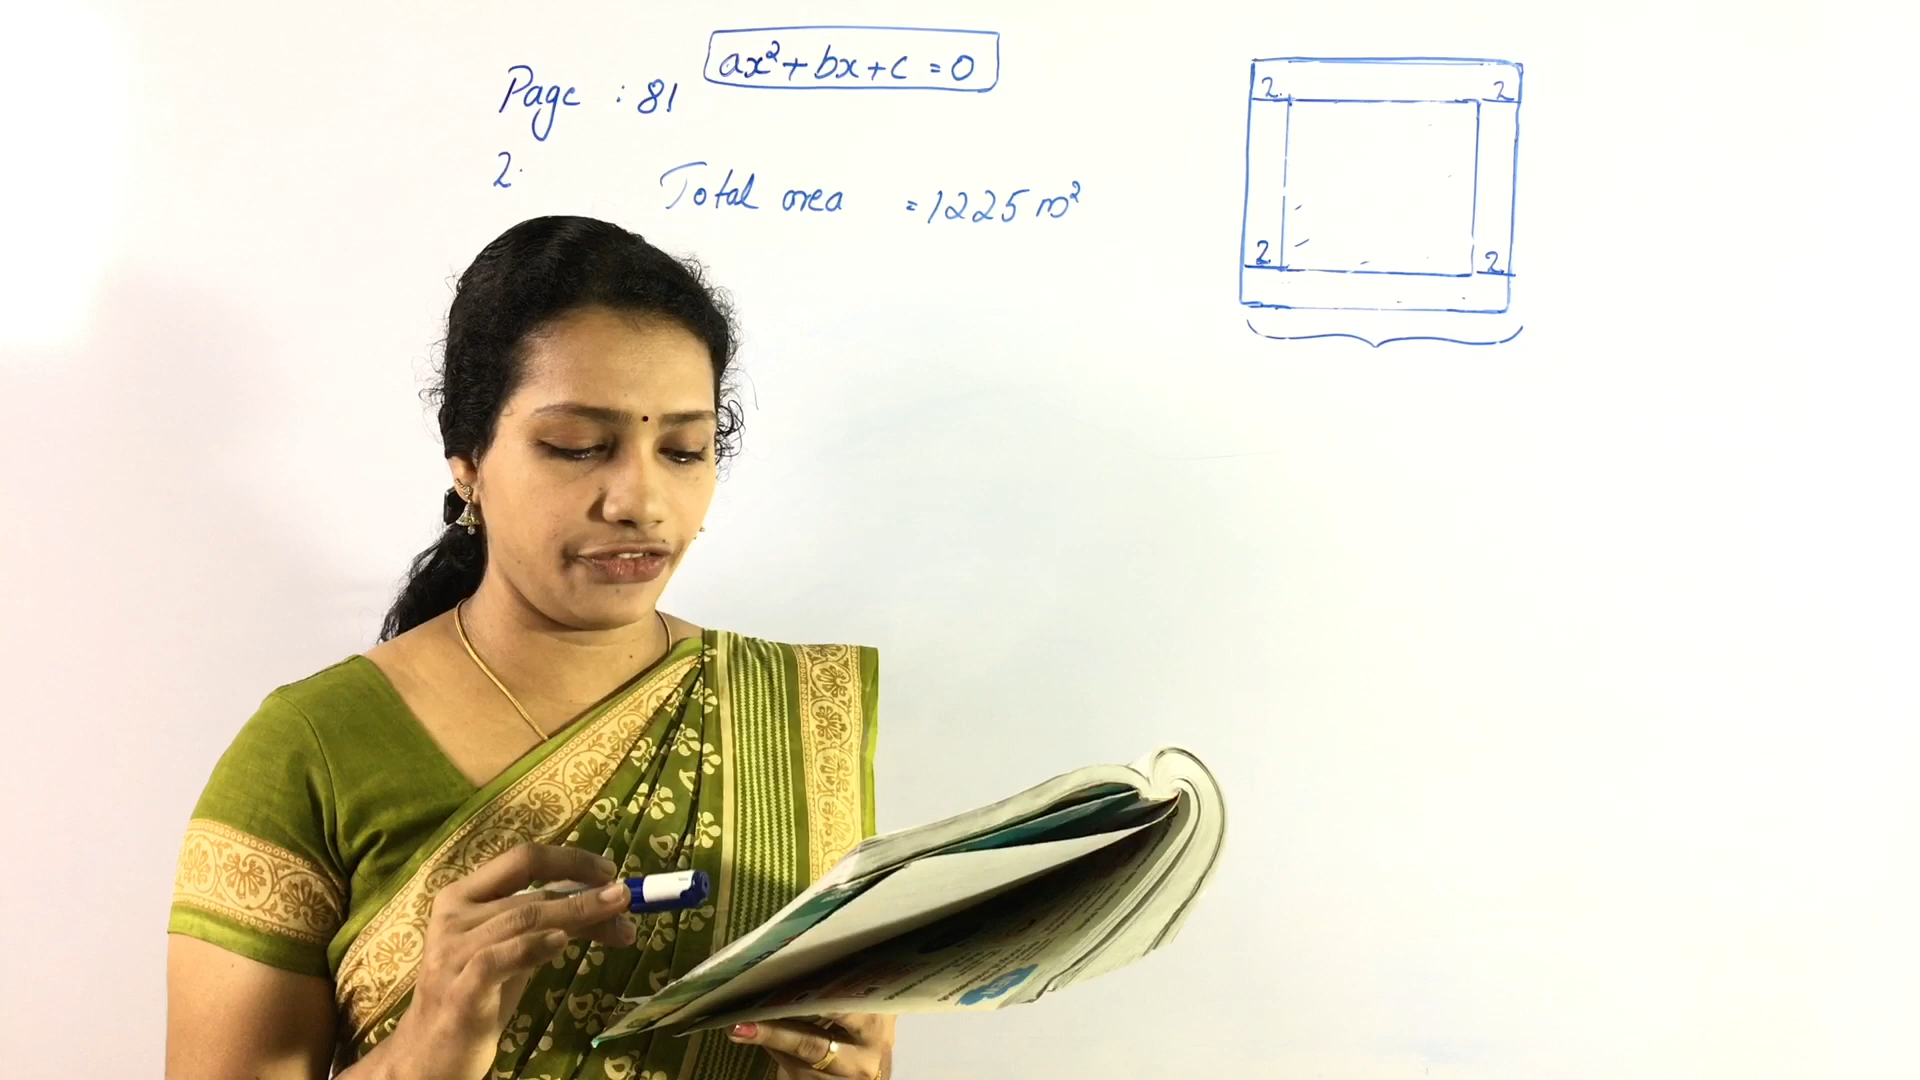 ax²+bx+c=0
Page : 81
2.
Total area = 1225 m²
2. 2
2 2